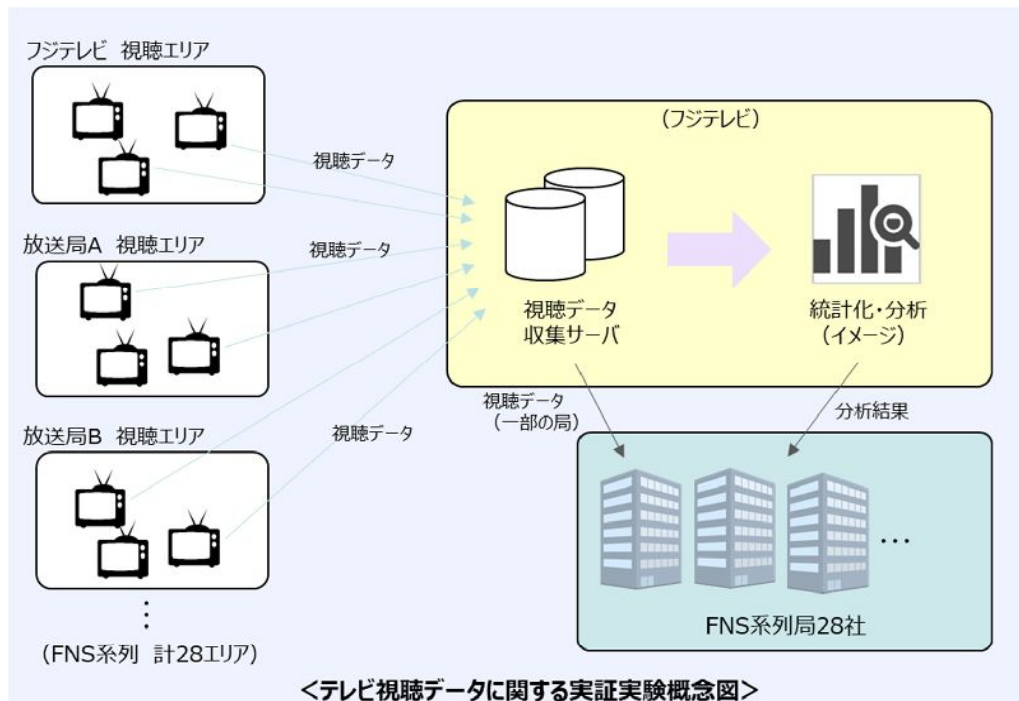 フジテレビ 視聴エリア
視聴データ
放送局A 視聴エリア
視聴データ
放送局B 視聴エリア
視聴データ
⋮
(FNS系列 計28エリア)
(フジテレビ)
視聴データ
収集サーバ
統計化・分析
(イメージ)
視聴データ
(一部の局)
分析結果
…
FNS系列局28社
<テレビ視聴データに関する実証実験概念図>